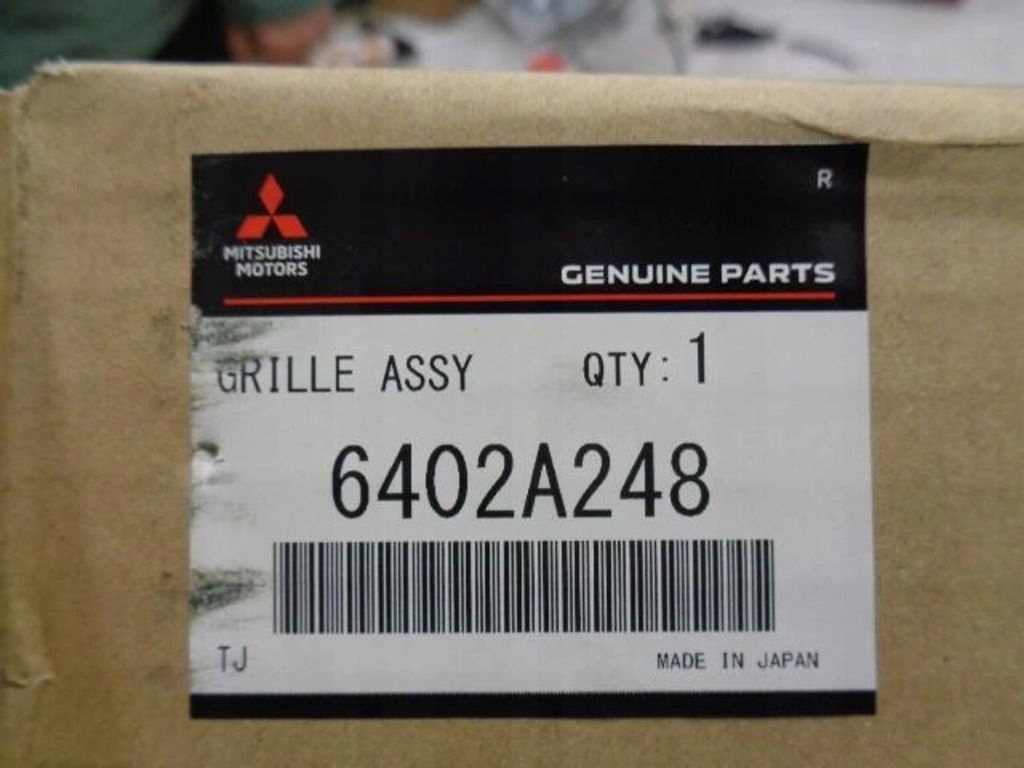 R
MITSUBISHI
MOTORS
GENUINE PARTS
GRILLE ASSY QTY: 1
6402A248
TJ MADE IN JAPAN